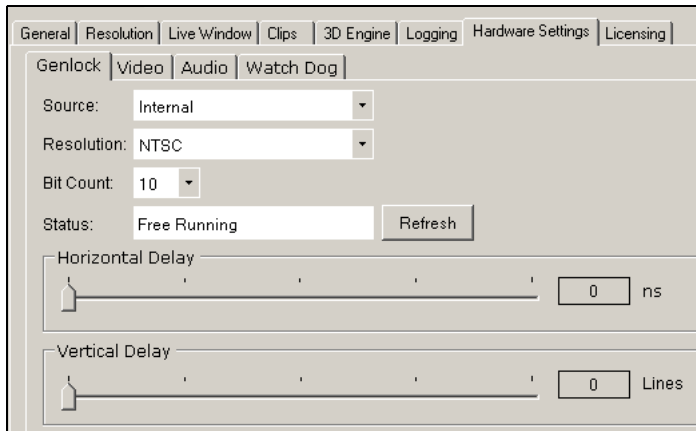 General Resolution Live Window Clips 3D Engine Logging Hardware Settings Licensing
Genlock Video Audio Watch Dog
Source: Internal
Resolution: NTSC
Bit Count: 10
Status: Free Running Refresh
Horizontal Delay
0 ns
Vertical Delay
0 Lines